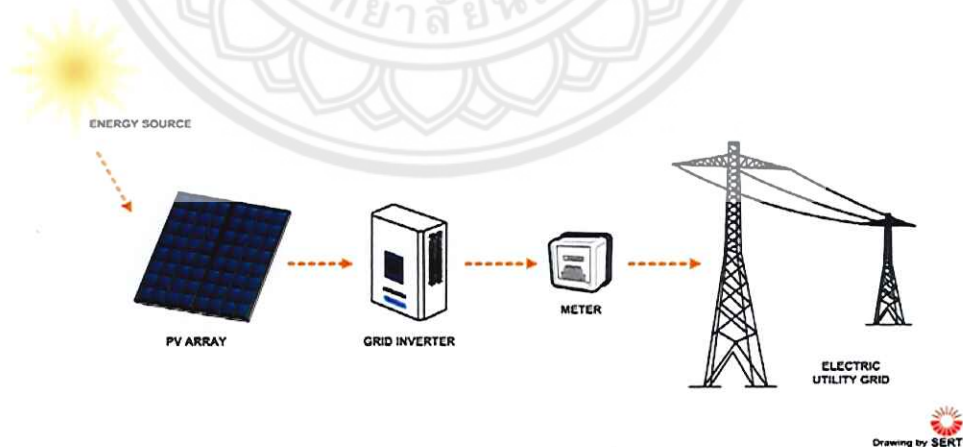 ENERGY SOURCE
PV ARRAY
GRID INVERTER
METER
ELECTRIC
UTILITY GRID
Drawing by SERT